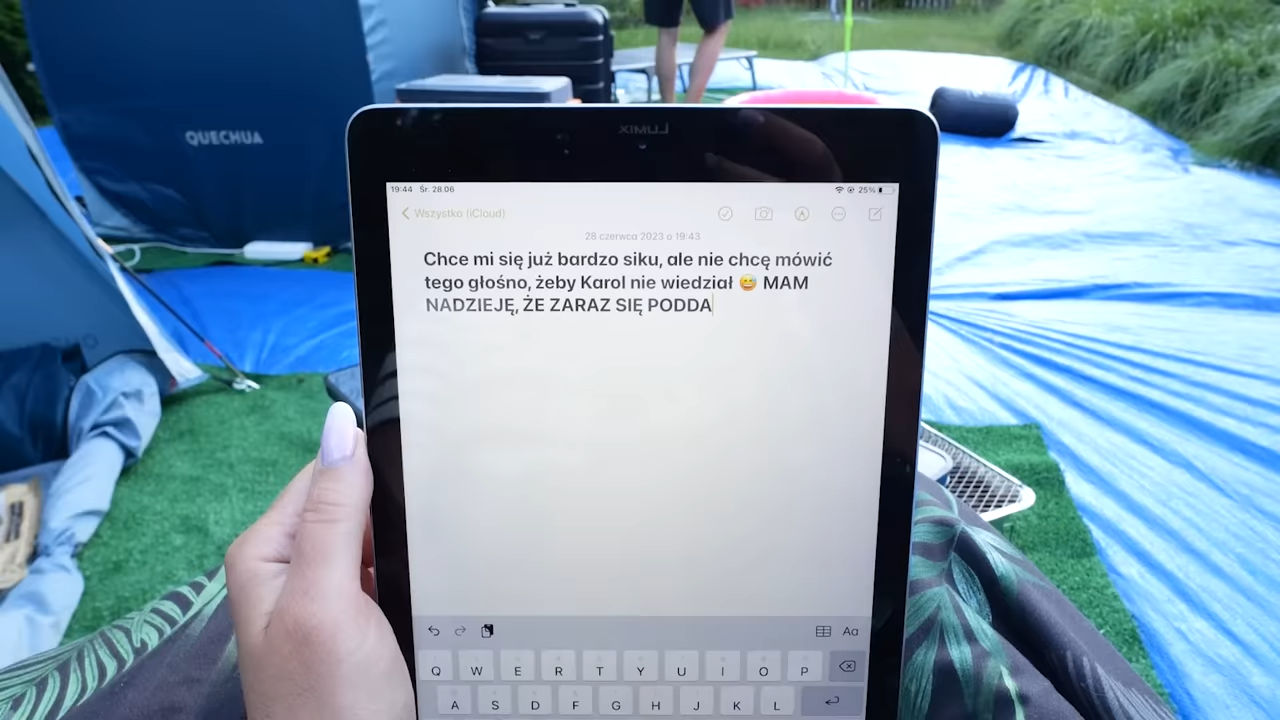 QUECHUA
LUMIX
19:44 Śr. 28.06
25%
Wszystko (iCloud)
28 czerwca 2023 o 19:43
Chce mi się już bardzo siku, ale nie chcę mówić
tego głośno, żeby Karol nie wiedział 😅 MAM
NADZIEJĘ, ŻE ZARAZ SIĘ PODDA
Aa
Q W E R T Y U I O P
A S D F G H J K L